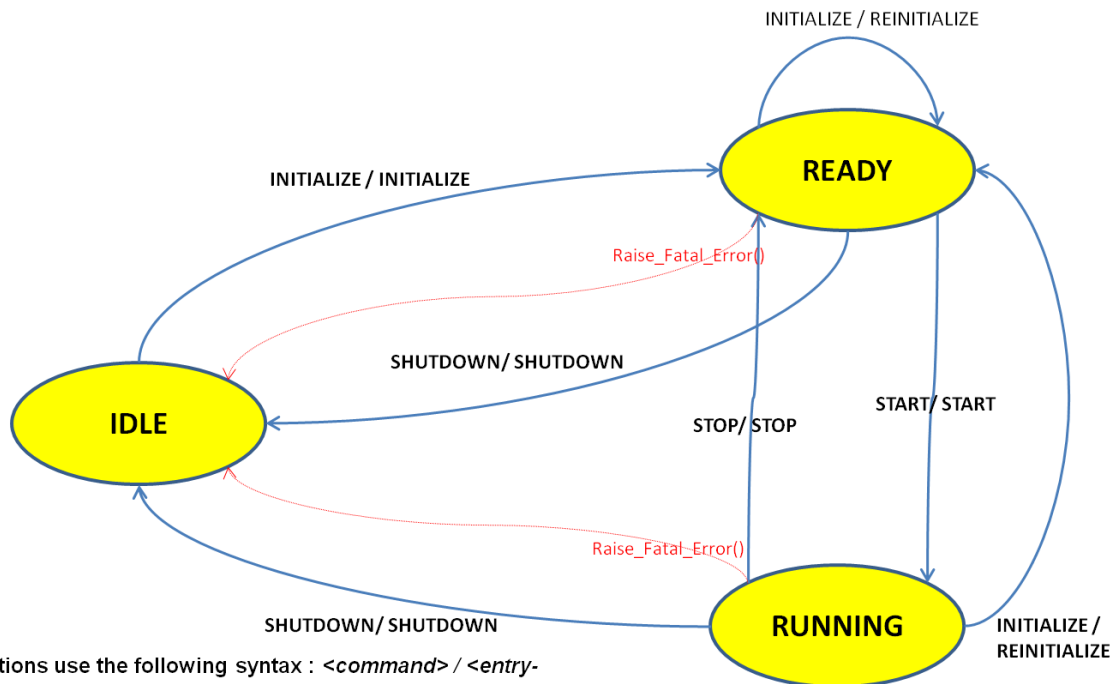 INITIALIZE / REINITIALIZE
READY
INITIALIZE / INITIALIZE
Raise_Fatal_Error()
SHUTDOWN/ SHUTDOWN
START/ START
IDLE
STOP/ STOP
Raise_Fatal_Error()
SHUTDOWN/ SHUTDOWN
RUNNING
INITIALIZE /
REINITIALIZE
tions use the following syntax : <command> / <entry-